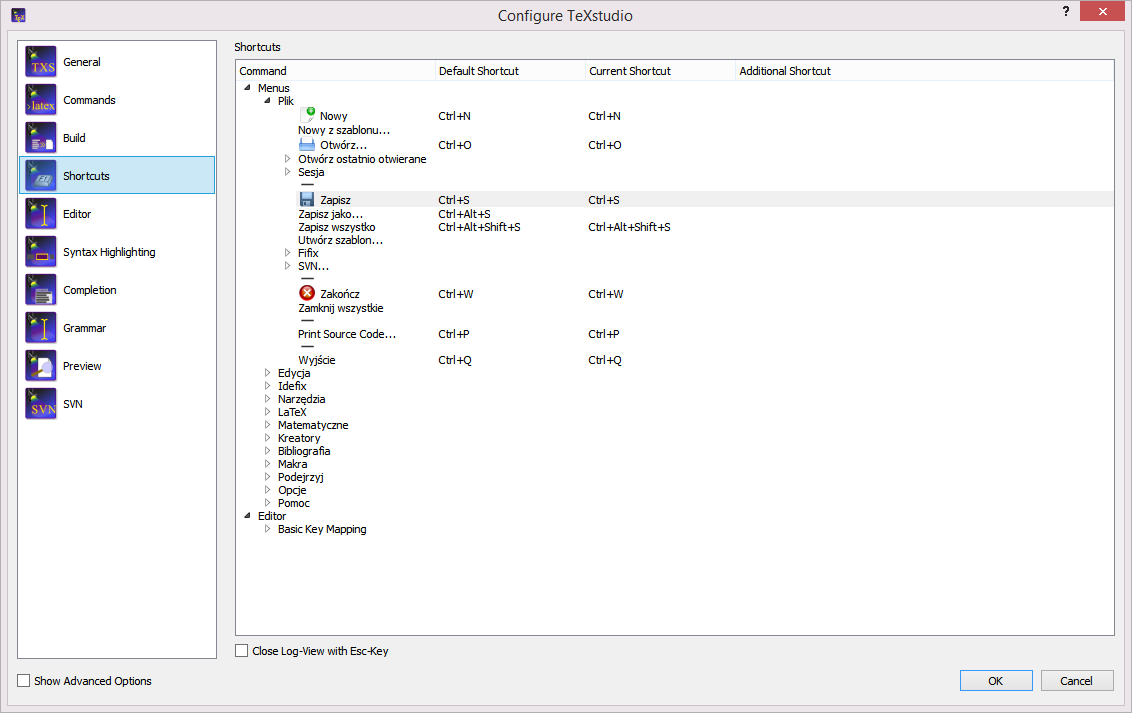 Configure TeXstudio
?
TXS General
>latex Commands
Build
Shortcuts
Editor
Syntax Highlighting
Completion
Grammar
Preview
SVN SVN
Shortcuts
Command Default Shortcut Current Shortcut Additional Shortcut
Menus
Plik
Nowy Ctrl+N Ctrl+N
Nowy z szablonu...
Otwórz... Ctrl+O Ctrl+O
Otwórz ostatnio otwierane
Sesja
Zapisz Ctrl+S Ctrl+S
Zapisz jako... Ctrl+Alt+S
Zapisz wszystko Ctrl+Alt+Shift+S Ctrl+Alt+Shift+S
Utwórz szablon...
Fifix
SVN...
Zakończ Ctrl+W Ctrl+W
Zamknij wszystkie
Print Source Code... Ctrl+P Ctrl+P
Wyjście Ctrl+Q Ctrl+Q
Edycja
Idefix
Narzędzia
LaTeX
Matematyczne
Kreatory
Bibliografia
Makra
Podejrzyj
Opcje
Pomoc
Editor
Basic Key Mapping
Close Log-View with Esc-Key
Show Advanced Options
OK Cancel